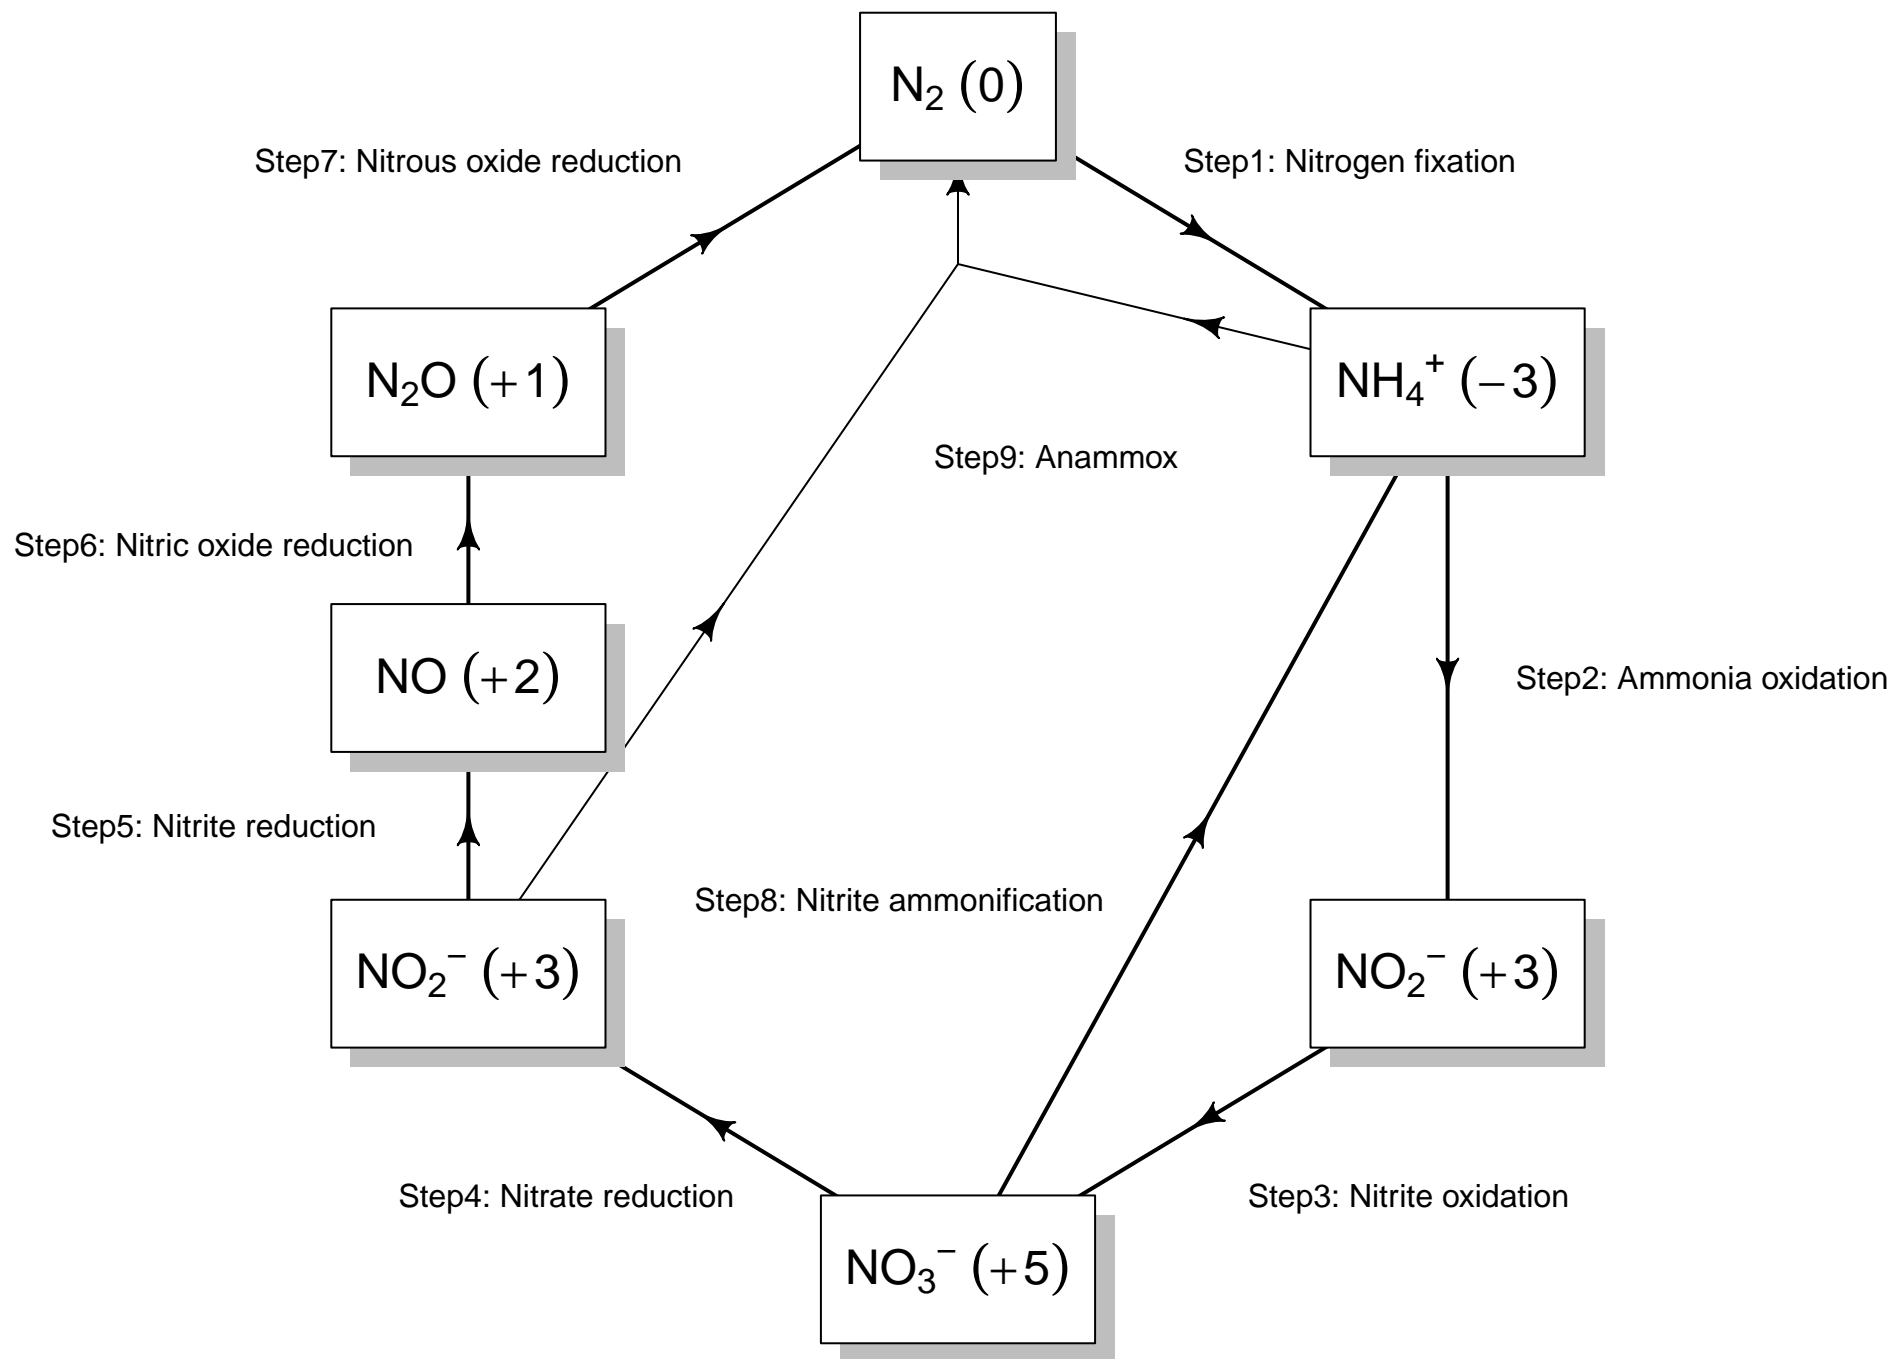 N₂ (0)
Step7: Nitrous oxide reduction
Step1: Nitrogen fixation
N₂O (+1)
NH₄⁺ (−3)
Step9: Anammox
Step6: Nitric oxide reduction
NO (+2)
Step2: Ammonia oxidation
Step5: Nitrite reduction
Step8: Nitrite ammonification
NO₂⁻ (+3)
NO₂⁻ (+3)
Step4: Nitrate reduction
Step3: Nitrite oxidation
NO₃⁻ (+5)